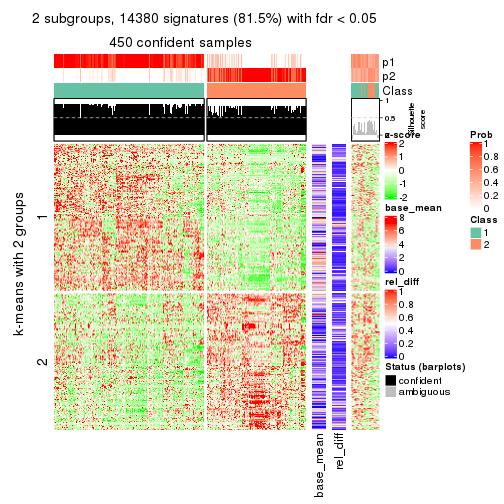 2 subgroups, 14380 signatures (81.5%) with fdr < 0.05
450 confident samples
p1
p2
Class
1
0.5
0
Silhouette
score
k-means with 2 groups
1
2
base_mean
rel_diff
z-score
2
1
0
-1
-2
base_mean
8
6
4
2
0
rel_diff
1
0.8
0.6
0.4
0.2
0
Status (barplots)
confident
ambiguous
Prob
1
0.8
0.6
0.4
0.2
0
Class
1
2